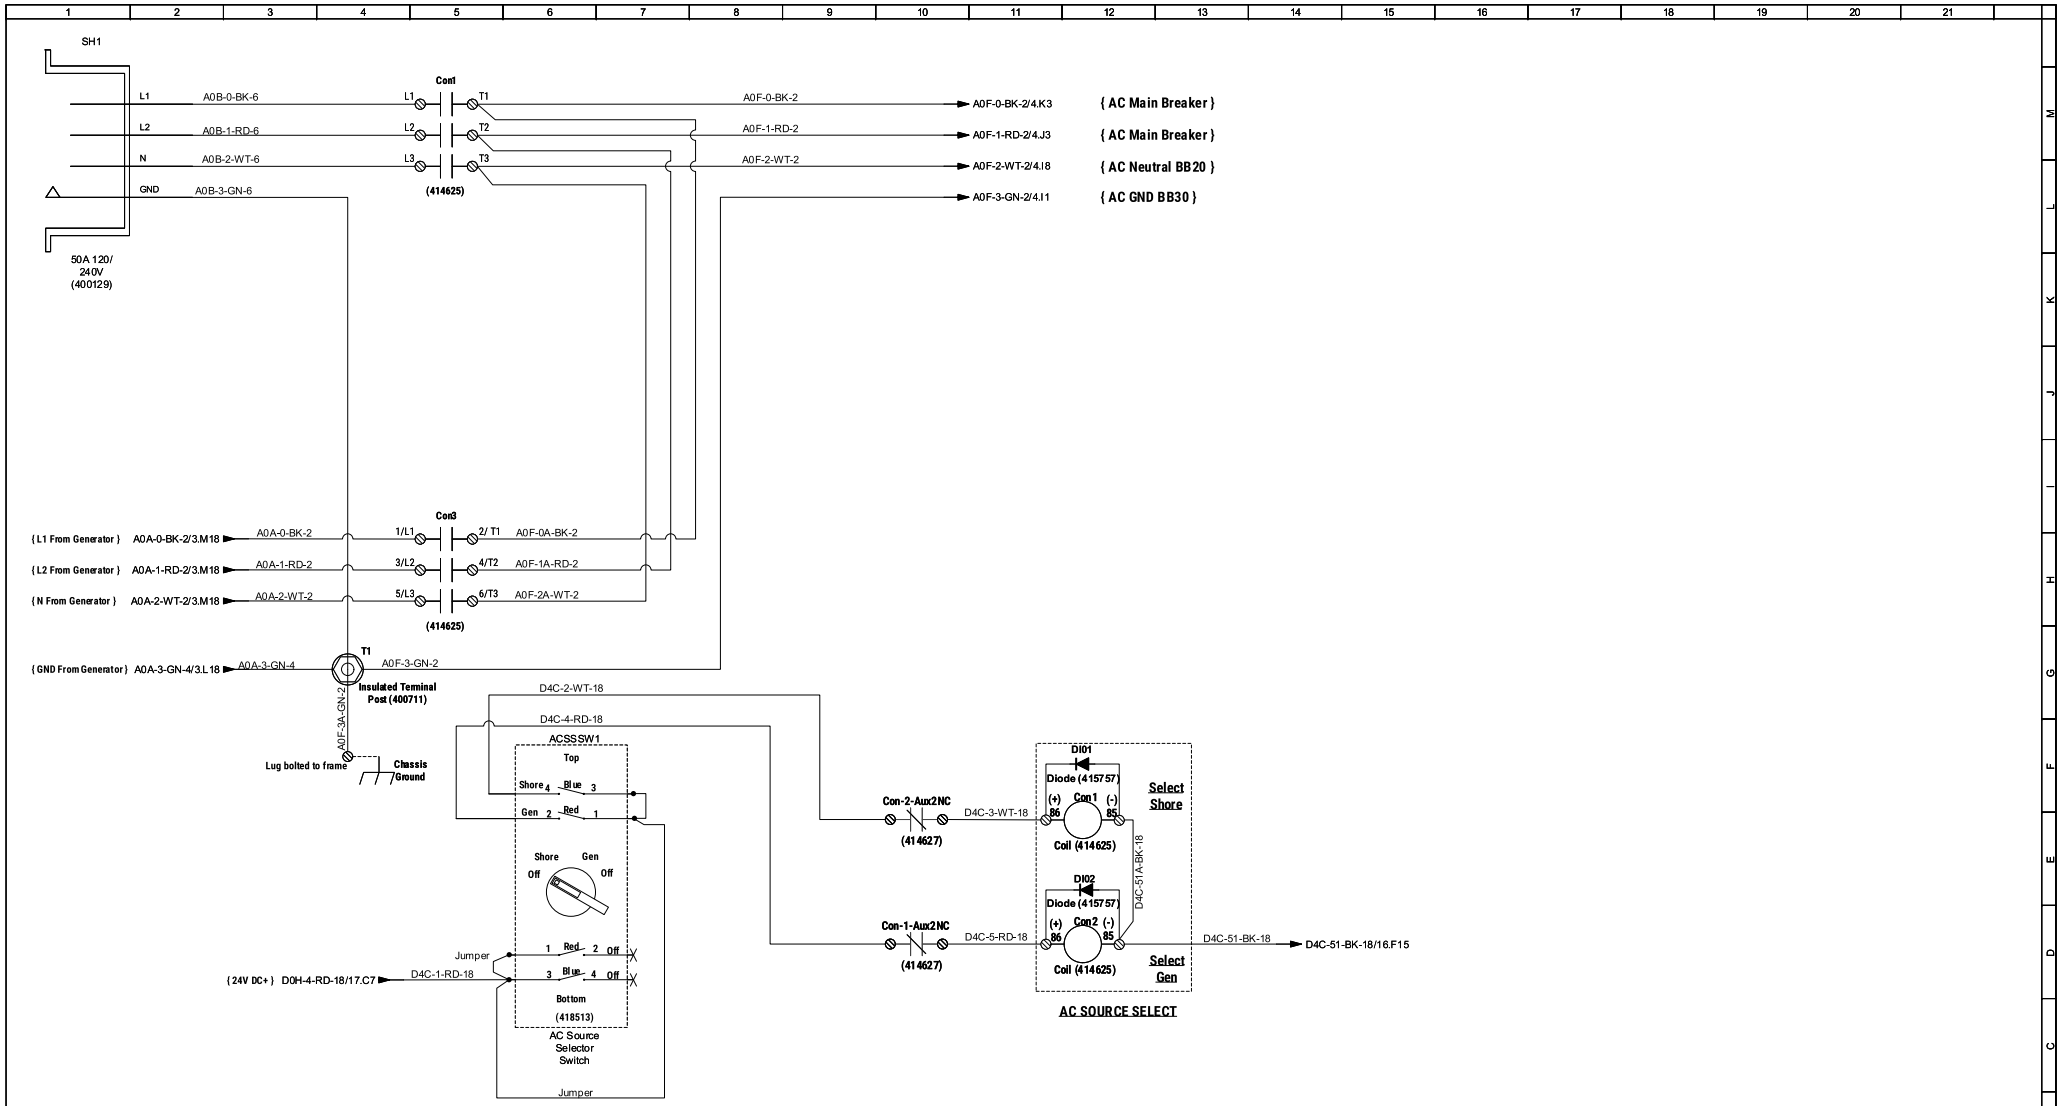 1 2 3 4 5 6 7 8 9 10 11 12 13 14 15 16 17 18 19 20 21
SH1
Con1
L1 A0B-0-BK-6 L1 T1 A0F-0-BK-2 A0F-0-BK-2/4.K3 { AC Main Breaker }
L2 A0B-1-RD-6 L2 T2 A0F-1-RD-2 A0F-1-RD-2/4.J3 { AC Main Breaker }
N A0B-2-WT-6 L3 T3 A0F-2-WT-2 A0F-2-WT-2/4.I8 { AC Neutral BB20 }
(414625)
GND A0B-3-GN-6 A0F-3-GN-2/4.I1 { AC GND BB30 }
50A 120/
240V
(400129)
M
L
K
J
I
H
G
F
E
D
C
Con3
{ L1 From Generator } A0A-0-BK-2/3.M18 A0A-0-BK-2 1/L1 2/ T1 A0F-0A-BK-2
{ L2 From Generator } A0A-1-RD-2/3.M18 A0A-1-RD-2 3/L2 4/T2 A0F-1A-RD-2
{ N From Generator } A0A-2-WT-2/3.M18 A0A-2-WT-2 5/L3 6/T3 A0F-2A-WT-2
(414625)
T1
{ GND From Generator } A0A-3-GN-4/3.L18 A0A-3-GN-4 A0F-3-GN-2
Insulated Terminal
Post (400711)
A0F-3A-GN-2
Lug bolted to frame
Chassis
Ground
D4C-2-WT-18
D4C-4-RD-18
ACSSSW1
Top
Shore 4 Blue 3
Gen 2 Red 1
Shore Gen
Off Off
1 Red 2 Off
Jumper
{ 24V DC+ } D0H-4-RD-18/17.C7 D4C-1-RD-18 3 Blue 4 Off
Bottom
(418513)
AC Source
Selector
Switch
Jumper
Con-2-Aux2NC
(414627)
D4C-3-WT-18
Con-1-Aux2NC
(414627)
D4C-5-RD-18
DI01
Diode (415757)
(+) Con1 (-)
86 85
Coil (414625)
Select
Shore
D4C-51A-BK-18
DI02
Diode (415757)
(+) Con2 (-)
86 85
Coil (414625)
Select
Gen
D4C-51-BK-18 D4C-51-BK-18/16.F15
AC SOURCE SELECT